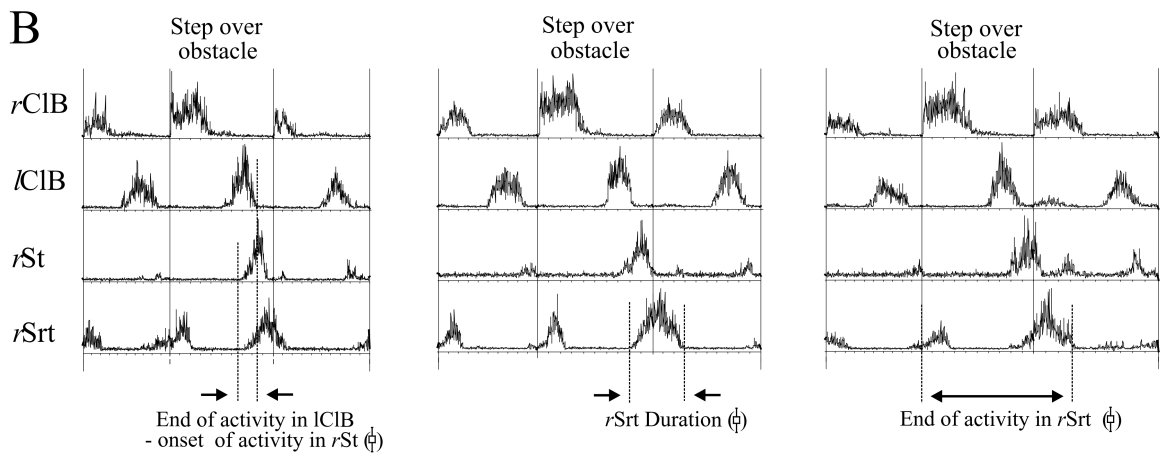 B
Step over
obstacle
Step over
obstacle
Step over
obstacle
rClB
lClB
rSt
rSrt
End of activity in lClB
- onset of activity in rSt (ϕ)
rSrt Duration (ϕ)
End of activity in rSrt (ϕ)